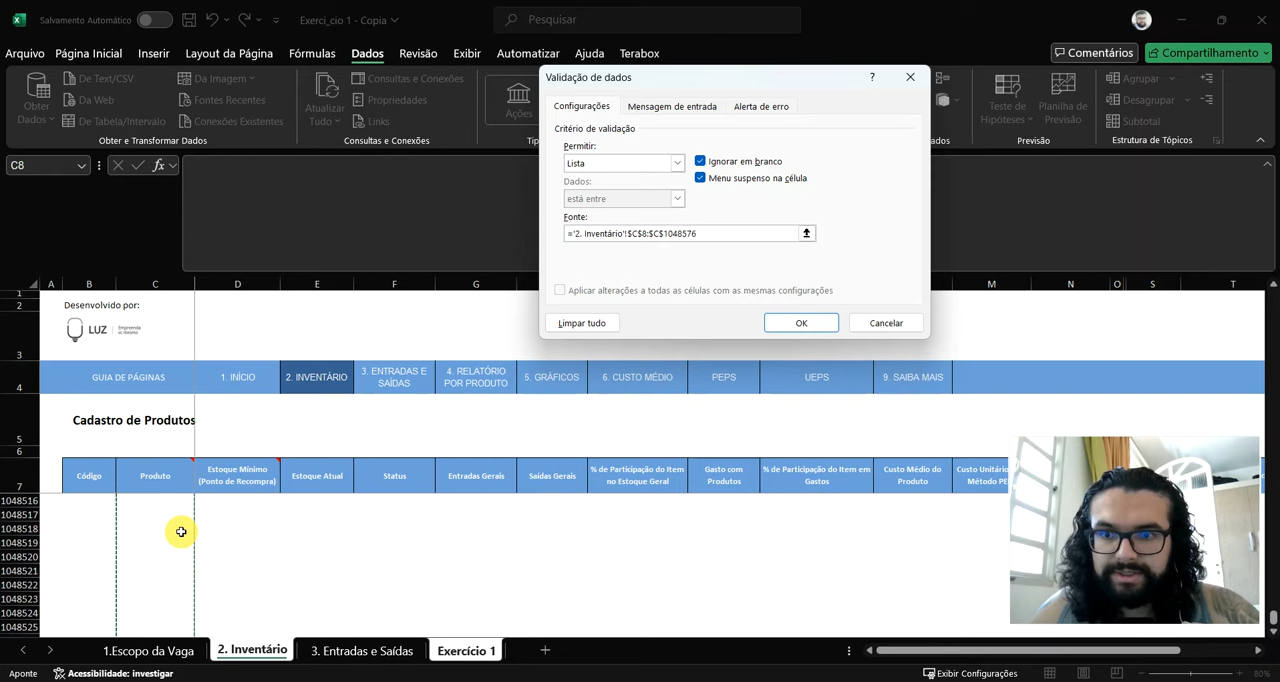 Salvamento Automático
Exerci_cio 1 - Copia
Pesquisar
Arquivo
Página Inicial
Inserir
Layout da Página
Fórmulas
Dados
Revisão
Exibir
Automatizar
Ajuda
Terabox
Comentários
Compartilhamento
Obter
Dados
De Text/CSV
Da Web
De Tabela/Intervalo
Da Imagem
Fontes Recentes
Conexões Existentes
Obter e Transformar Dados
Atualizar
Tudo
Consultas e Conexões
Propriedades
Links
Consultas e Conexões
Ações
Teste de
Hipóteses
Planilha de
Previsão
Previsão
Agrupar
Desagrupar
Subtotal
Estrutura de Tópicos
Validação de dados
?
Configurações
Mensagem de entrada
Alerta de erro
Critério de validação
Permitir:
Lista
Ignorar em branco
Menu suspenso na célula
Dados:
está entre
Fonte:
='2. Inventário'!$C$8:$C$1048576
Aplicar alterações a todas as células com as mesmas configurações
Limpar tudo
OK
Cancelar
C8
fx
A B C D E F G M N O S T
1
2
3
4
5
6
7
Desenvolvido por:
LUZ
GUIA DE PÁGINAS
1. INÍCIO
2. INVENTÁRIO
3. ENTRADAS E
SAÍDAS
4. RELATÓRIO
POR PRODUTO
5. GRÁFICOS
6. CUSTO MÉDIO
PEPS
UEPS
9. SAIBA MAIS
Cadastro de Produtos
Código
Produto
Estoque Mínimo
(Ponto de Recompra)
Estoque Atual
Status
Entradas Gerais
Saídas Gerais
% de Participação do Item
no Estoque Geral
Gasto com
Produtos
% de Participação do Item em
Gastos
Custo Médio do
Produto
Custo Unitário
Método PE
1048516
1048517
1048518
1048519
1048520
1048521
1048522
1048523
1048524
1048525
1.Escopo da Vaga
2. Inventário
3. Entradas e Saídas
Exercício 1
Aponte
Acessibilidade: investigar
Exibir Configurações
80%